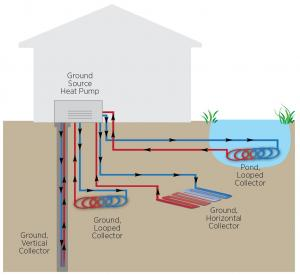 Ground
Source
Heat Pump
Pond,
Looped
Collector
Ground,
Horizontal
Collector
Ground,
Looped
Collector
Ground,
Vertical
Collector